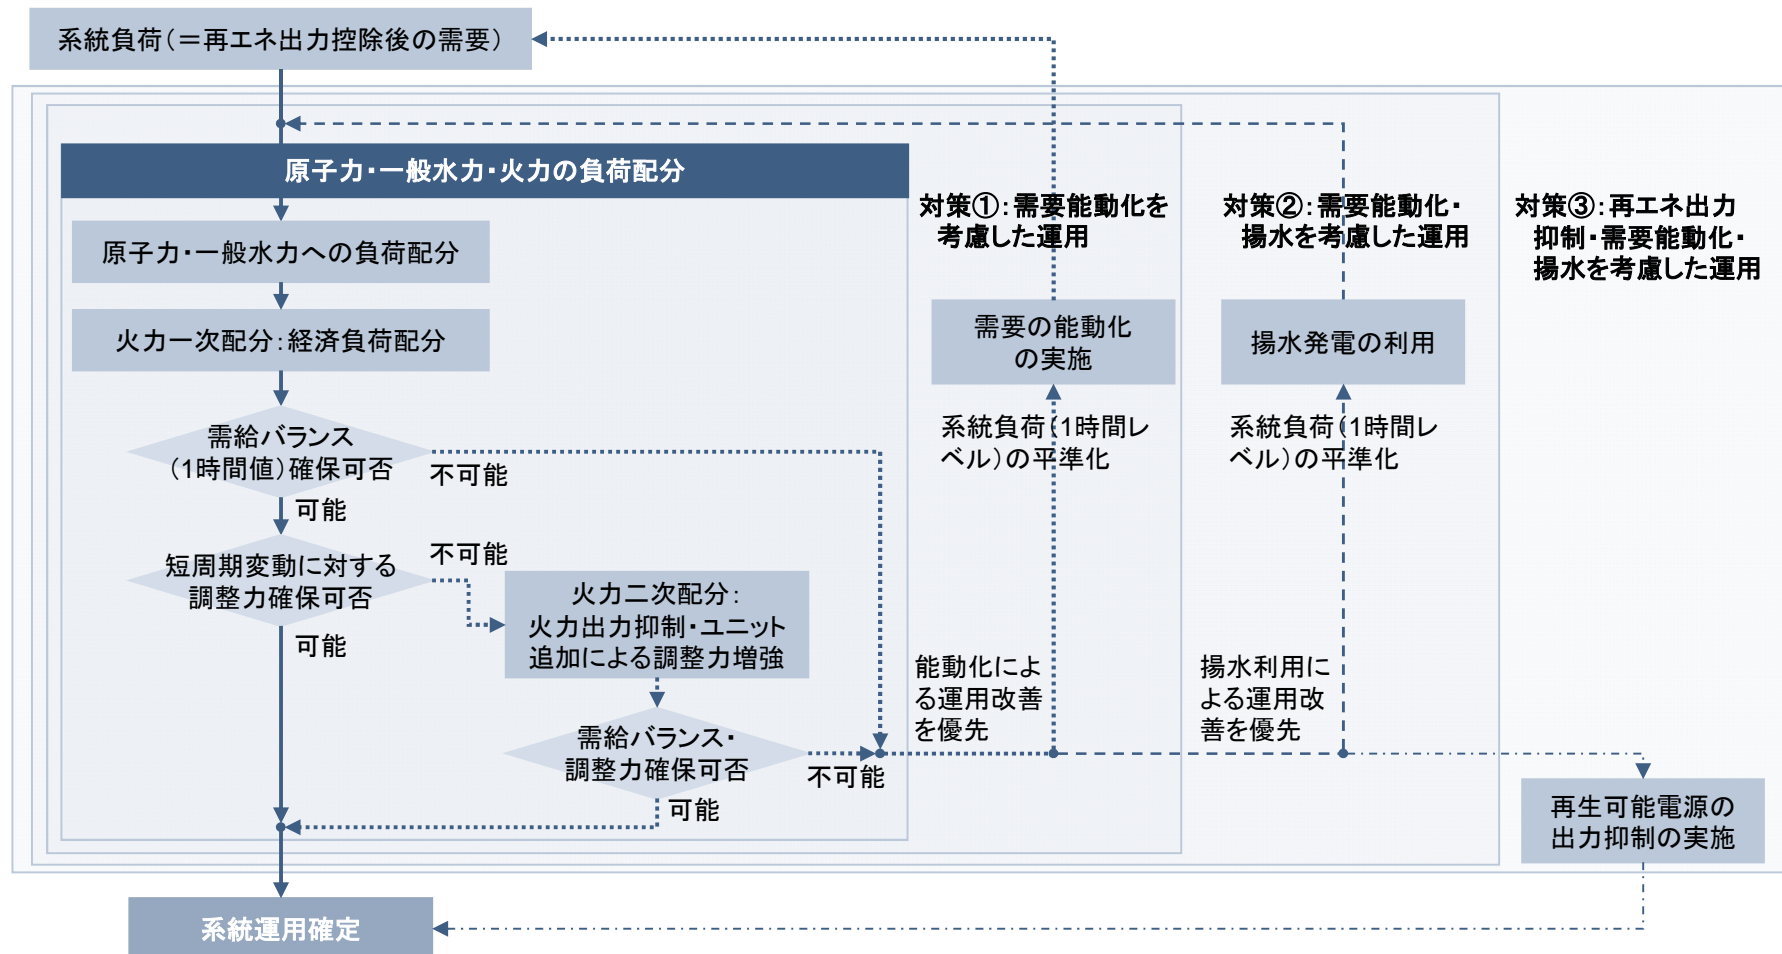 系統負荷（＝再エネ出力控除後の需要）
原子力・一般水力・火力の負荷配分
原子力・一般水力への負荷配分
火力一次配分：経済負荷配分
需給バランス
（1時間値）確保可否
不可能
可能
短周期変動に対する
調整力確保可否
不可能
可能
火力二次配分：
火力出力抑制・ユニット
追加による調整力増強
需給バランス・
調整力確保可否
不可能
可能
対策①：需要能動化を
考慮した運用
需要の能動化
の実施
系統負荷（1時間レ
ベル）の平準化
能動化によ
る運用改善
を優先
対策②：需要能動化・
揚水を考慮した運用
揚水発電の利用
系統負荷（1時間レ
ベル）の平準化
揚水利用に
よる運用改
善を優先
対策③：再エネ出力
抑制・需要能動化・
揚水を考慮した運用
再生可能電源の
出力抑制の実施
系統運用確定